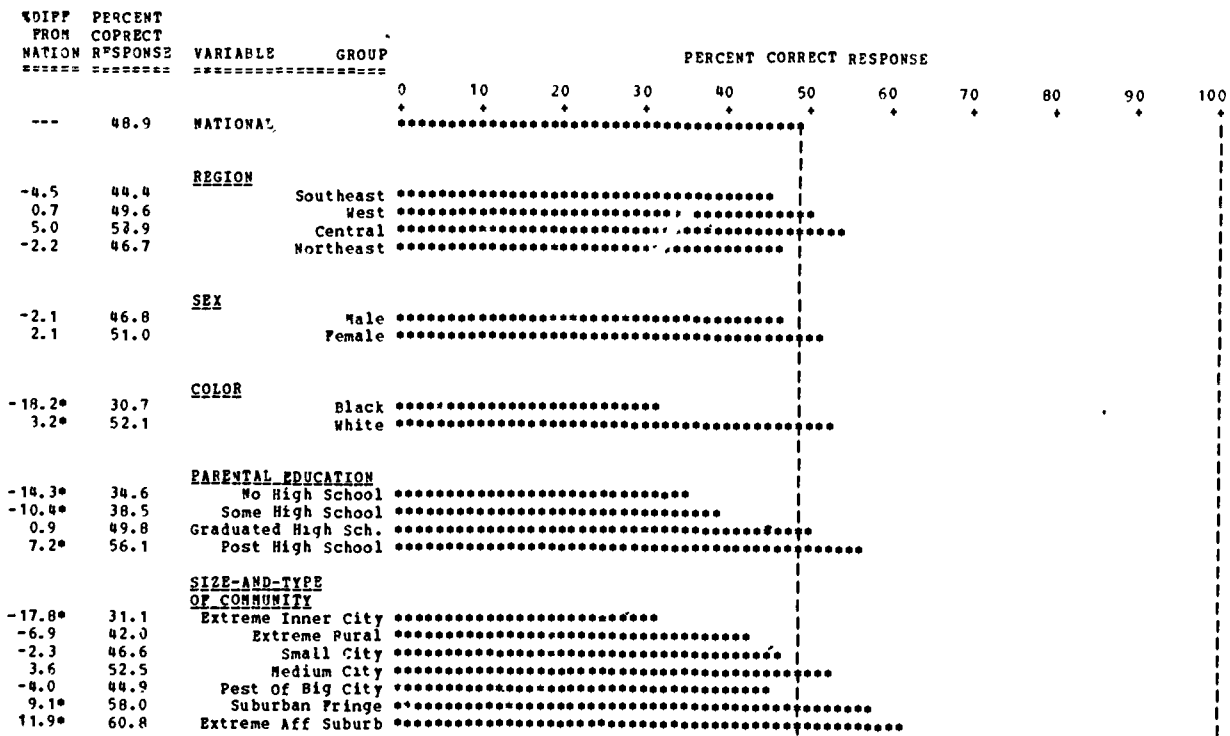 %DIFF PERCENT
FROM CORRECT
NATION RESPONSE VARIABLE GROUP PERCENT CORRECT RESPONSE
0 10 20 30 40 50 60 70 80 90 100
--- 48.9 NATIONAL
REGION
-4.5 44.4 Southeast
0.7 49.6 West
5.0 53.9 Central
-2.2 46.7 Northeast
SEX
-2.1 46.8 Male
2.1 51.0 Female
COLOR
-18.2* 30.7 Black
3.2* 52.1 White
PARENTAL EDUCATION
-14.3* 34.6 No High School
-10.4* 38.5 Some High School
0.9 49.8 Graduated High Sch.
7.2* 56.1 Post High School
SIZE-AND-TYPE
OF COMMUNITY
-17.8* 31.1 Extreme Inner City
-6.9 42.0 Extreme Rural
-2.3 46.6 Small City
3.6 52.5 Medium City
-4.0 44.9 Rest Of Big City
9.1* 58.0 Suburban Fringe
11.9* 60.8 Extreme Aff Suburb